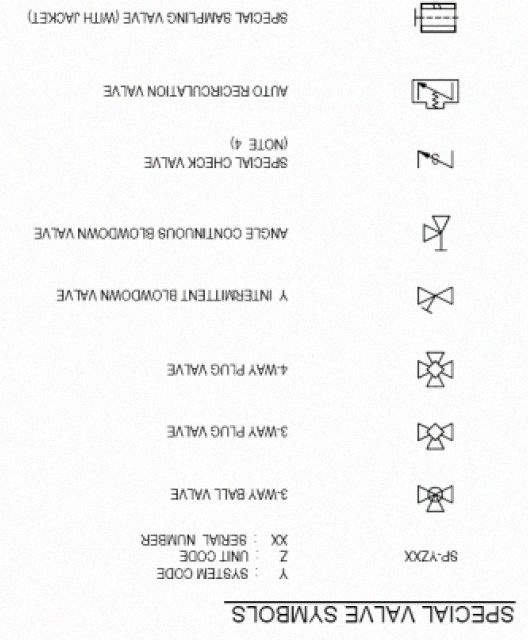 SPECIAL VALVE SYMBOLS
SP-YZXX
Y : SYSTEM CODE
Z : UNIT CODE
XX : SERIAL NUMBER
3-WAY BALL VALVE
3-WAY PLUG VALVE
4-WAY PLUG VALVE
Y INTERMITTENT BLOWDOWN VALVE
ANGLE CONTINUOUS BLOWDOWN VALVE
S
SPECIAL CHECK VALVE
(NOTE 4)
AUTO RECIRCULATION VALVE
SPECIAL SAMPLING VALVE (WITH JACKET)